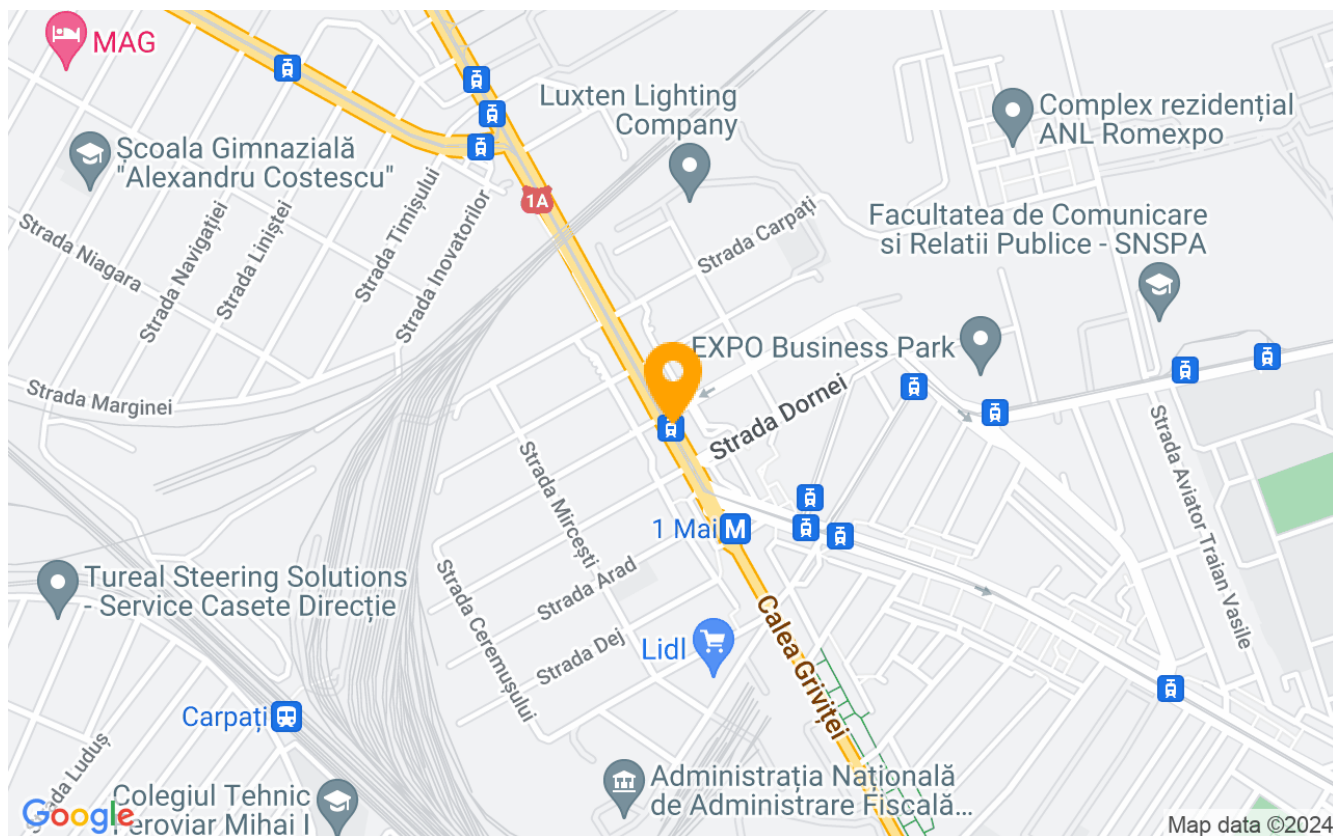 MAG
Luxten Lighting
Company
Complex rezidențial
ANL Romexpo
Școala Gimnazială
"Alexandru Costescu"
1A
Strada Carpați
Facultatea de Comunicare
si Relatii Publice - SNSPA
Strada Niagara
Strada Navigației
Strada Liniștei
Strada Timișului
Strada Inovatorilor
EXPO Business Park
Strada Marginei
Strada Dornei
Strada Mircești
Strada Aviator Traian Vasile
1 Mai
M
Tureal Steering Solutions
- Service Casete Direcție
Strada Ceremușului
Strada Arad
Strada Dej
Lidl
Calea Griviței
Carpați
Strada Luduș
Administrația Națională
de Administrare Fiscală...
Colegiul Tehnic
Feroviar Mihai I
Google
Map data ©2024